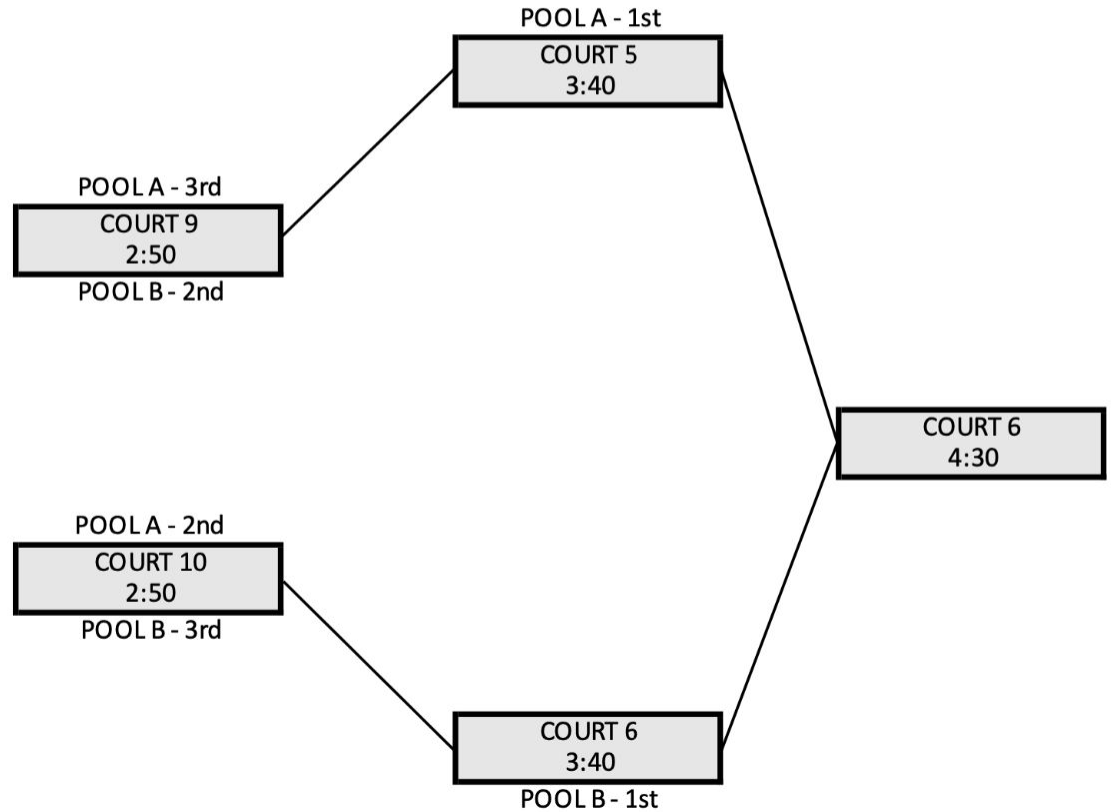 POOL A - 1st
COURT 5
3:40
POOL A - 3rd
COURT 9
2:50
POOL B - 2nd
COURT 6
4:30
POOL A - 2nd
COURT 10
2:50
POOL B - 3rd
COURT 6
3:40
POOL B - 1st